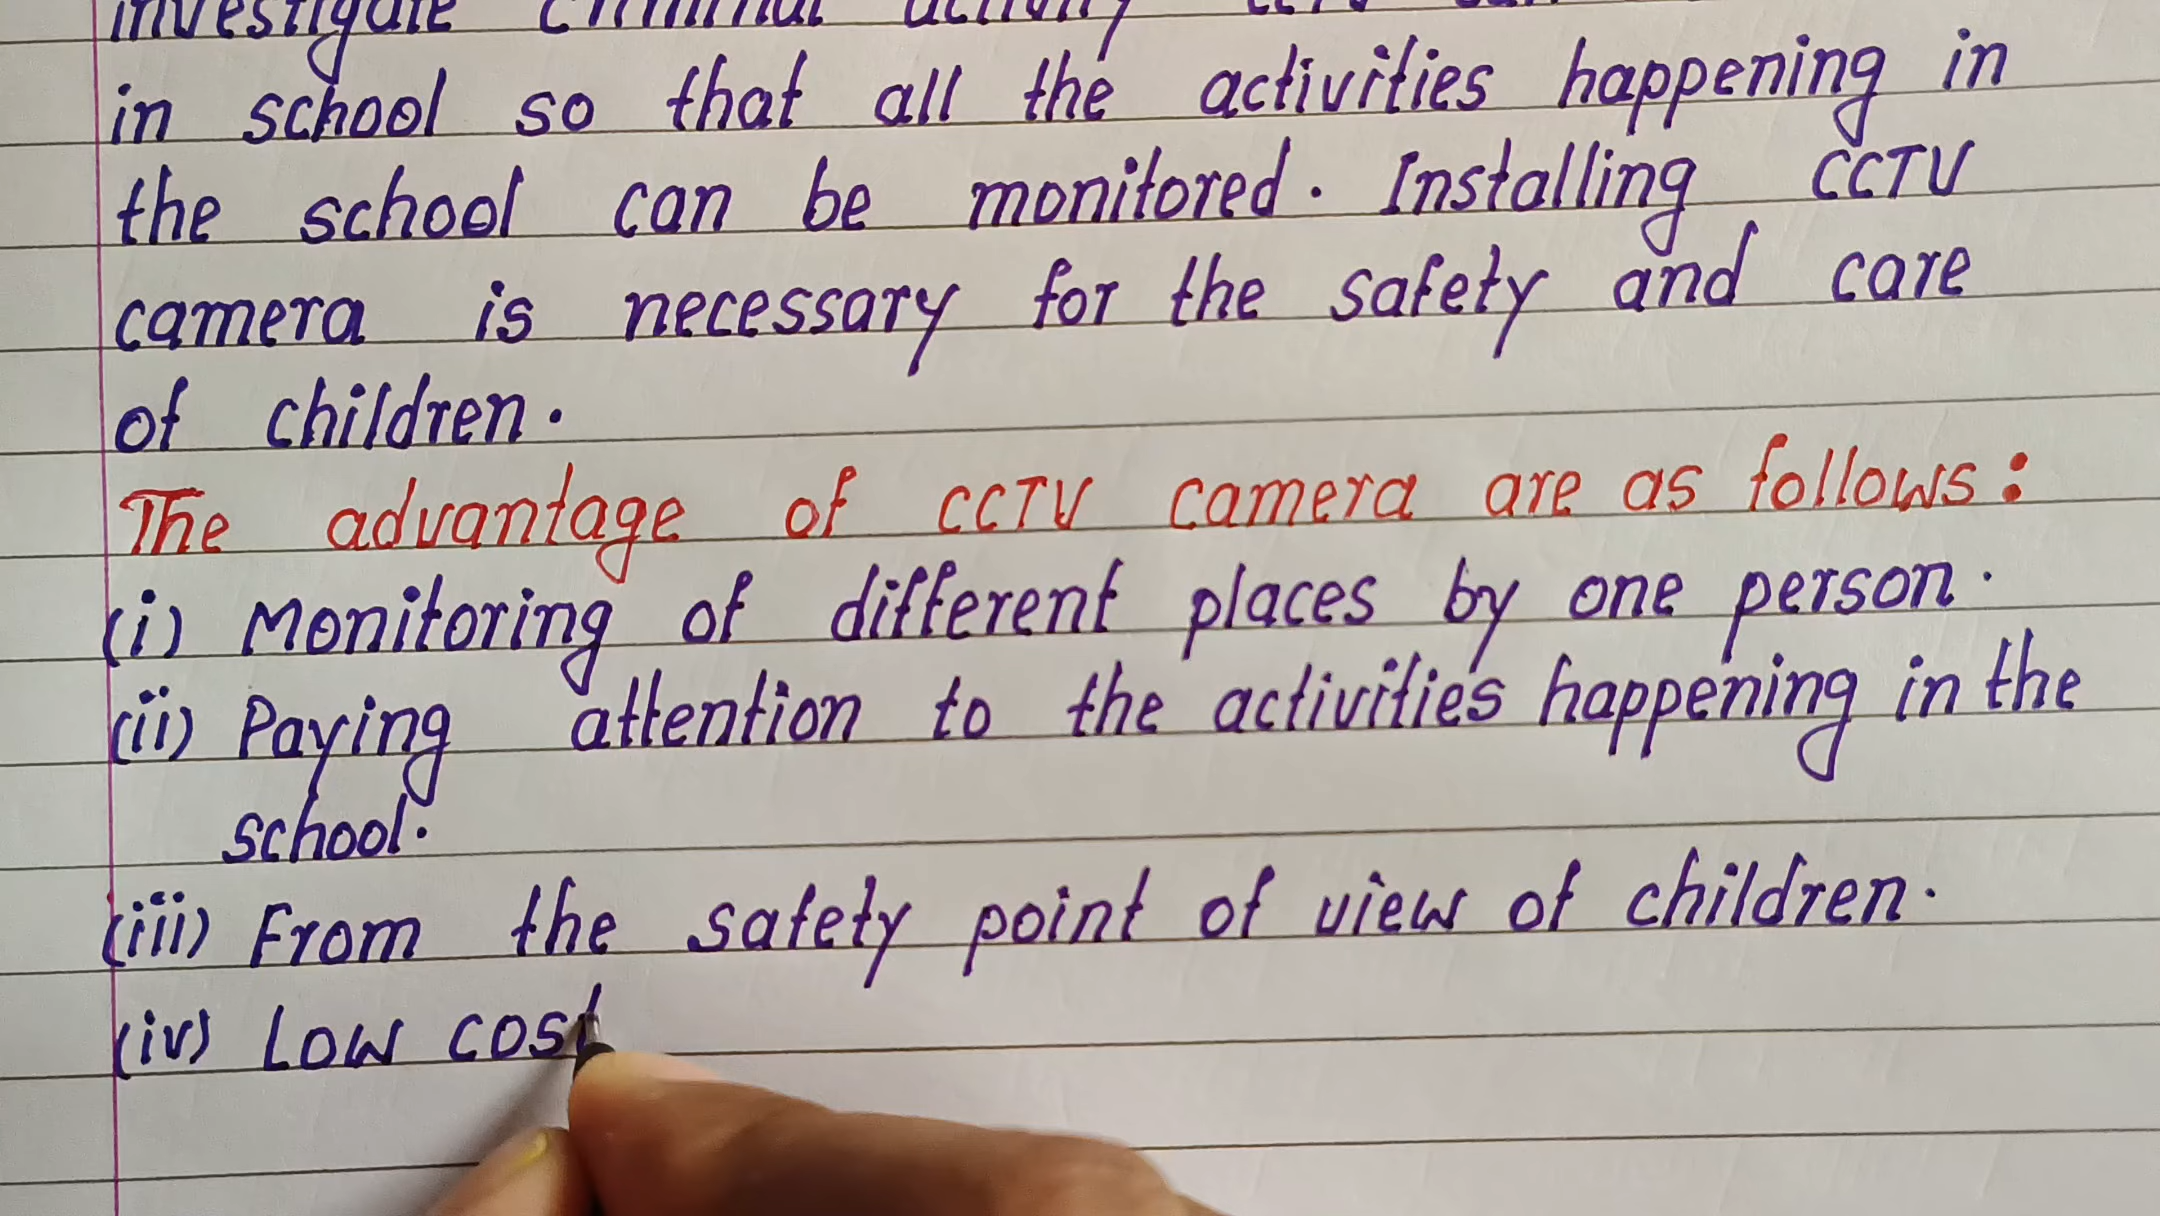 investigate criminal activity
in school so that all the activities happening in
the school can be monitored. Installing CCTV
camera is necessary for the safety and care
of children.
The advantage of CCTV camera are as follows:
(i) Monitoring of different places by one person.
(ii) Paying attention to the activities happening in the
school.
(iii) From the safety point of view of children.
(iv) Low cost